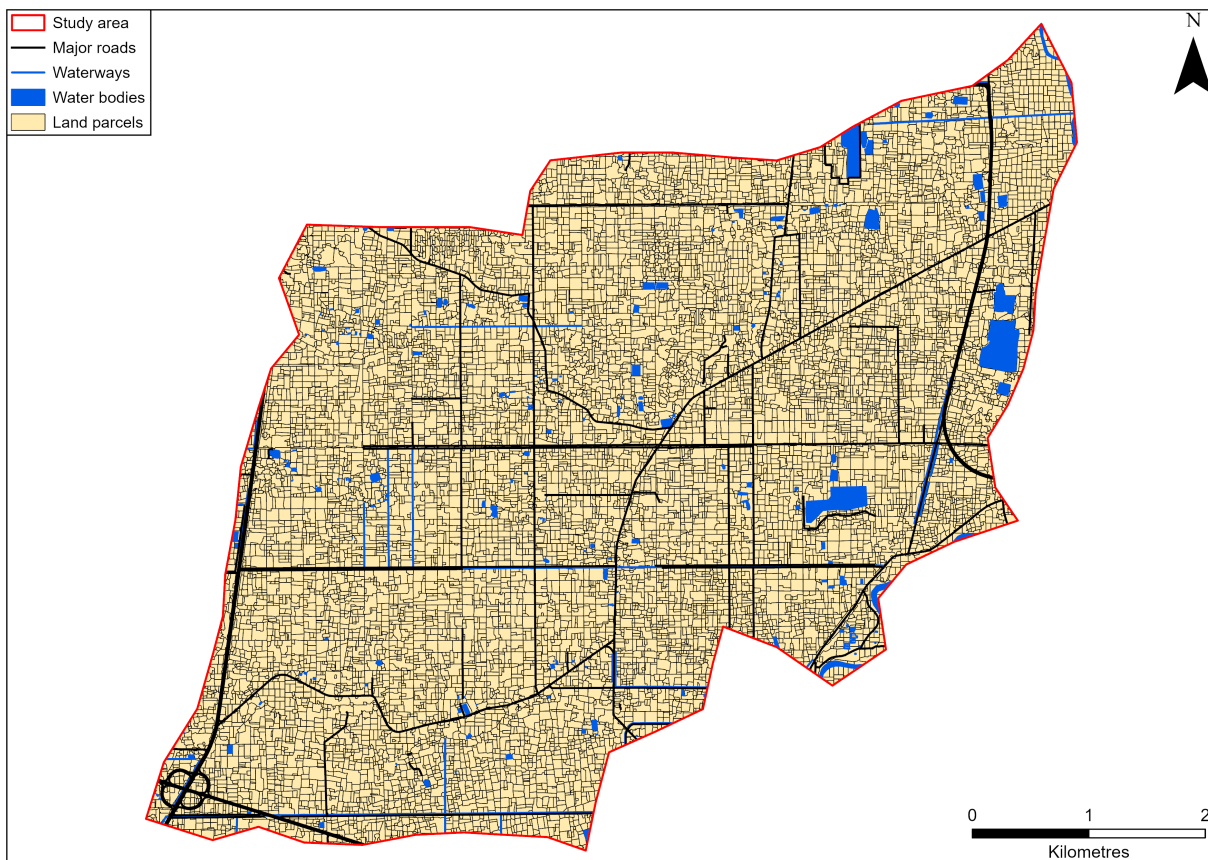 Study area
Major roads
Waterways
Water bodies
Land parcels
N
0 1 2
Kilometres